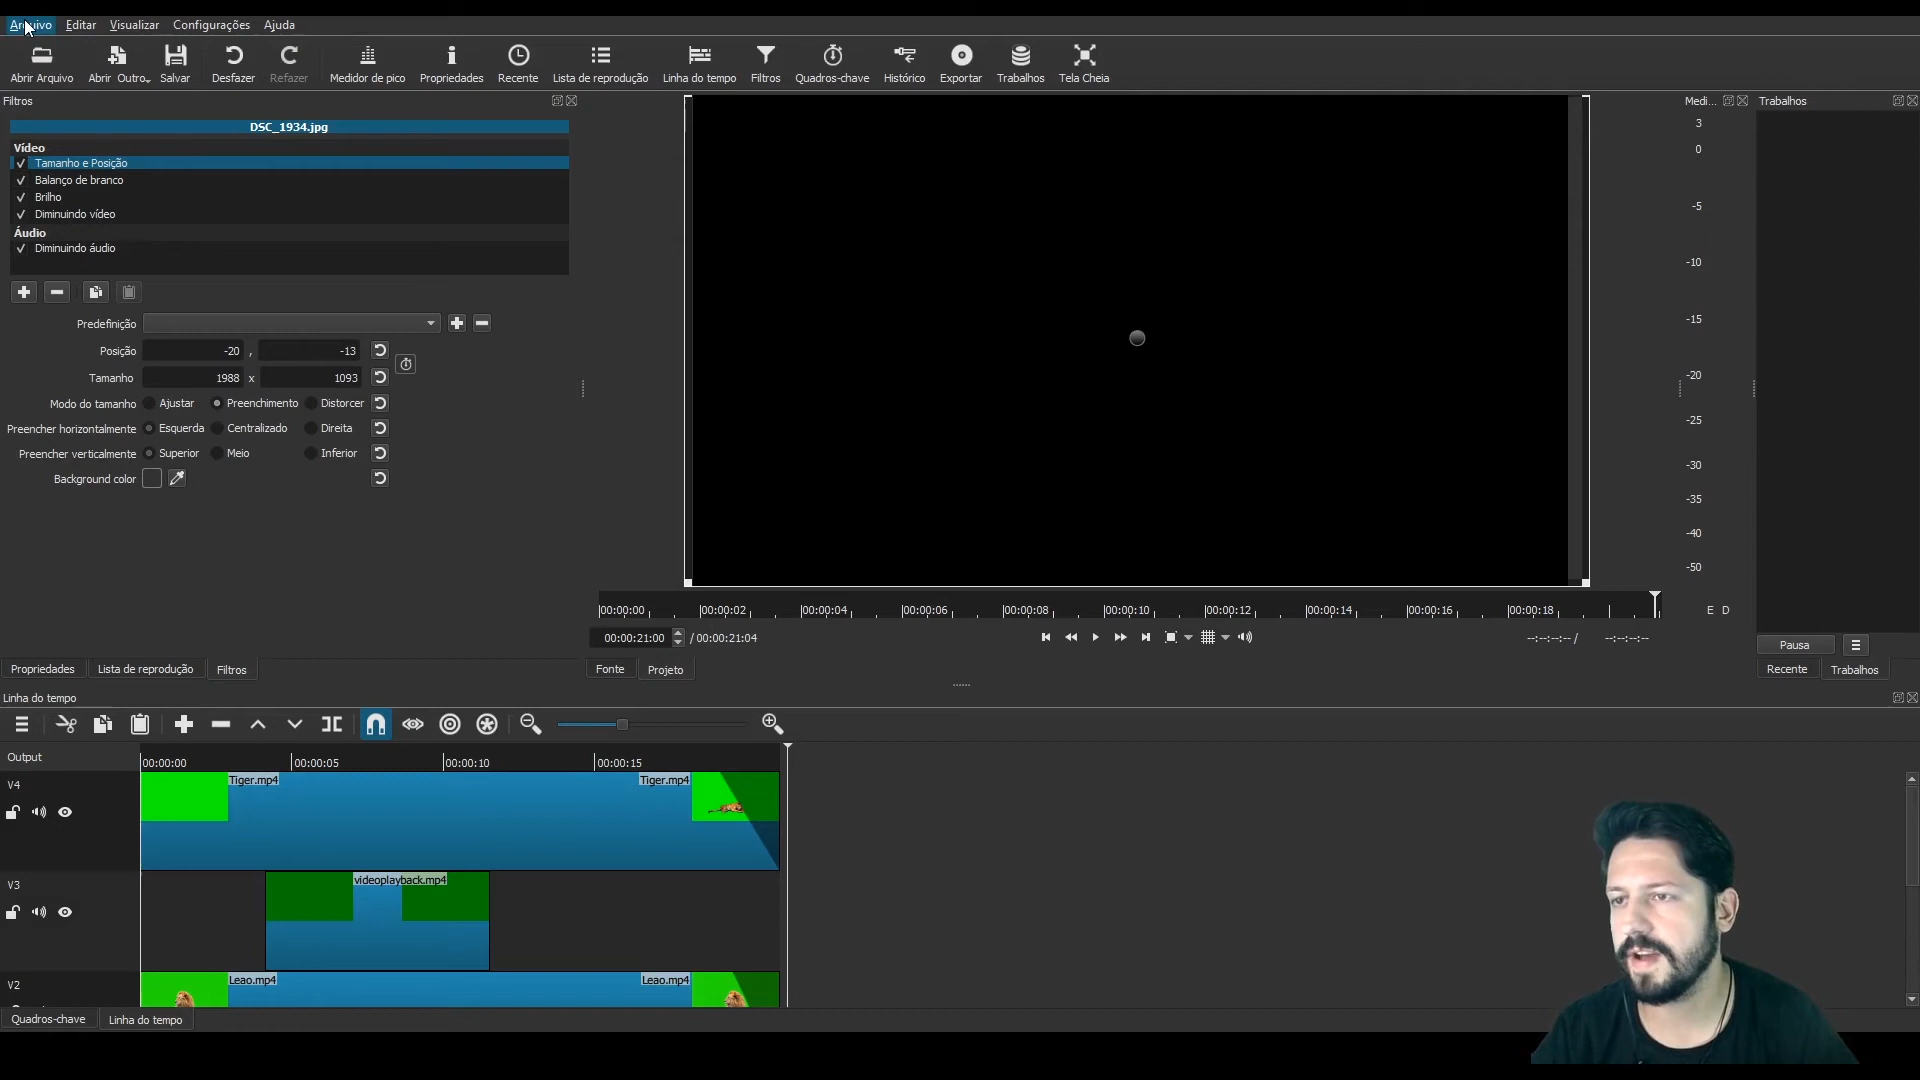 Arquivo Editar Visualizar Configurações Ajuda
Abrir Arquivo Abrir Outro Salvar Desfazer Refazer Medidor de pico Propriedades Recente Lista de reprodução Linha do tempo Filtros Quadros-chave Histórico Exportar Trabalhos Tela Cheia
Filtros
DSC_1934.jpg
Vídeo
Tamanho e Posição
Balanço de branco
Brilho
Diminuindo vídeo
Áudio
Diminuindo áudio
Predefinição
Posição -20 , -13
Tamanho 1988 x 1093
Modo do tamanho Ajustar Preenchimento Distorcer
Preencher horizontalmente Esquerda Centralizado Direita
Preencher verticalmente Superior Meio Inferior
Background color
Propriedades Lista de reprodução Filtros
00:00:00 00:00:02 00:00:04 00:00:06 00:00:08 00:00:10 00:00:12 00:00:14 00:00:16 00:00:18
00:00:21:00 / 00:00:21:04 --:--:--:-- / --:--:--:--
Fonte Projeto
Medi...
3
0
-5
-10
-15
-20
-25
-30
-35
-40
-50
E D
Trabalhos
Pausa
Recente Trabalhos
Linha do tempo
Output
00:00:00 00:00:05 00:00:10 00:00:15
V4
Tiger.mp4 Tiger.mp4
V3
videoplayback.mp4
V2
Leao.mp4 Leao.mp4
Quadros-chave Linha do tempo